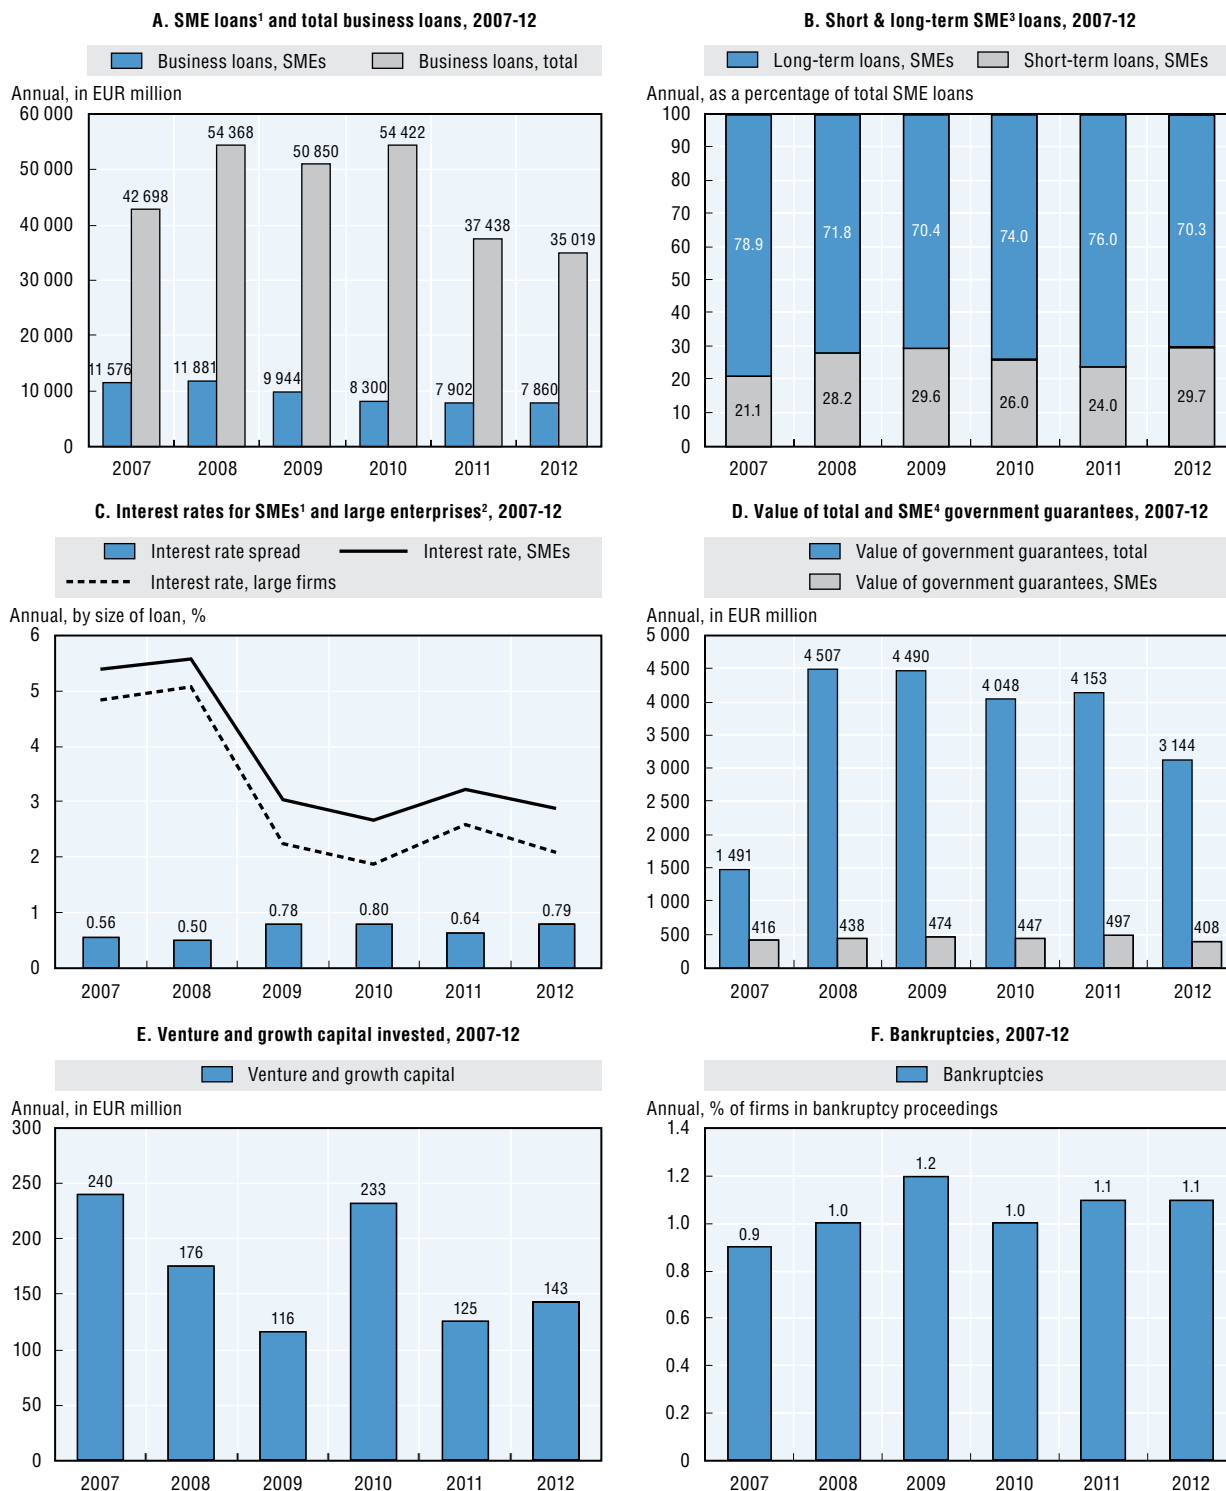 A. SME loans¹ and total business loans, 2007-12
Business loans, SMEs Business loans, total
Annual, in EUR million
60 000
50 000
40 000
30 000
20 000
10 000
0
11 576 42 698 11 881 54 368 9 944 50 850 8 300 54 422 7 902 37 438 7 860 35 019
2007 2008 2009 2010 2011 2012
B. Short & long-term SME³ loans, 2007-12
Long-term loans, SMEs Short-term loans, SMEs
Annual, as a percentage of total SME loans
100
90
80
70
60
50
40
30
20
10
0
78.9 71.8 70.4 74.0 76.0 70.3
21.1 28.2 29.6 26.0 24.0 29.7
2007 2008 2009 2010 2011 2012
C. Interest rates for SMEs¹ and large enterprises², 2007-12
Interest rate spread Interest rate, SMEs
Interest rate, large firms
Annual, by size of loan, %
6
5
4
3
2
1
0
0.56 0.50 0.78 0.80 0.64 0.79
2007 2008 2009 2010 2011 2012
D. Value of total and SME⁴ government guarantees, 2007-12
Value of government guarantees, total
Value of government guarantees, SMEs
Annual, in EUR million
5 000
4 500
4 000
3 500
3 000
2 500
2 000
1 500
1 000
500
0
1 491 4 507 4 490 4 048 4 153 3 144
416 438 474 447 497 408
2007 2008 2009 2010 2011 2012
E. Venture and growth capital invested, 2007-12
Venture and growth capital
Annual, in EUR million
300
250
200
150
100
50
0
240 176 116 233 125 143
2007 2008 2009 2010 2011 2012
F. Bankruptcies, 2007-12
Bankruptcies
Annual, % of firms in bankruptcy proceedings
1.4
1.2
1.0
0.8
0.6
0.4
0.2
0
0.9 1.0 1.2 1.0 1.1 1.1
2007 2008 2009 2010 2011 2012